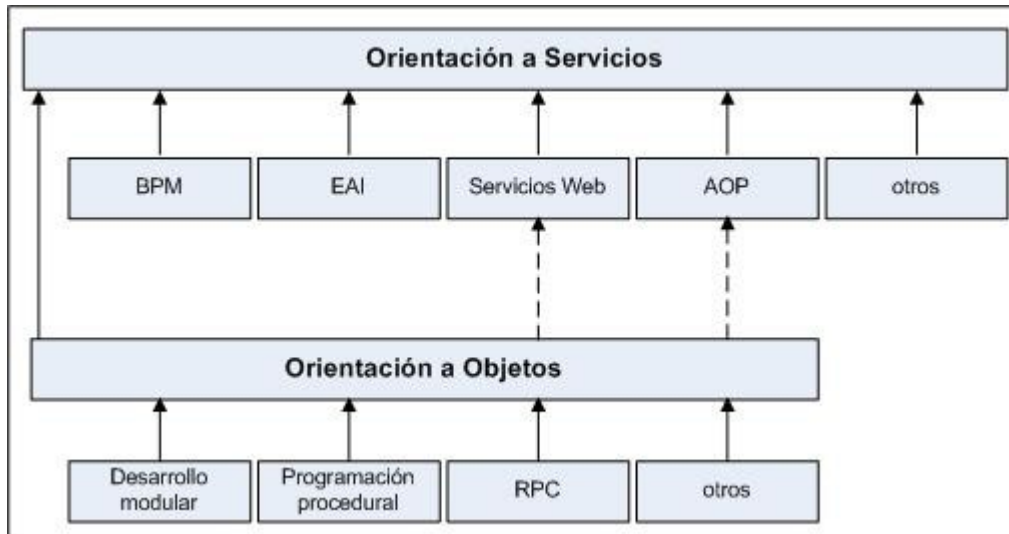 Orientación a Servicios
BPM
EAI
Servicios Web
AOP
otros
Orientación a Objetos
Desarrollo
modular
Programación
procedural
RPC
otros